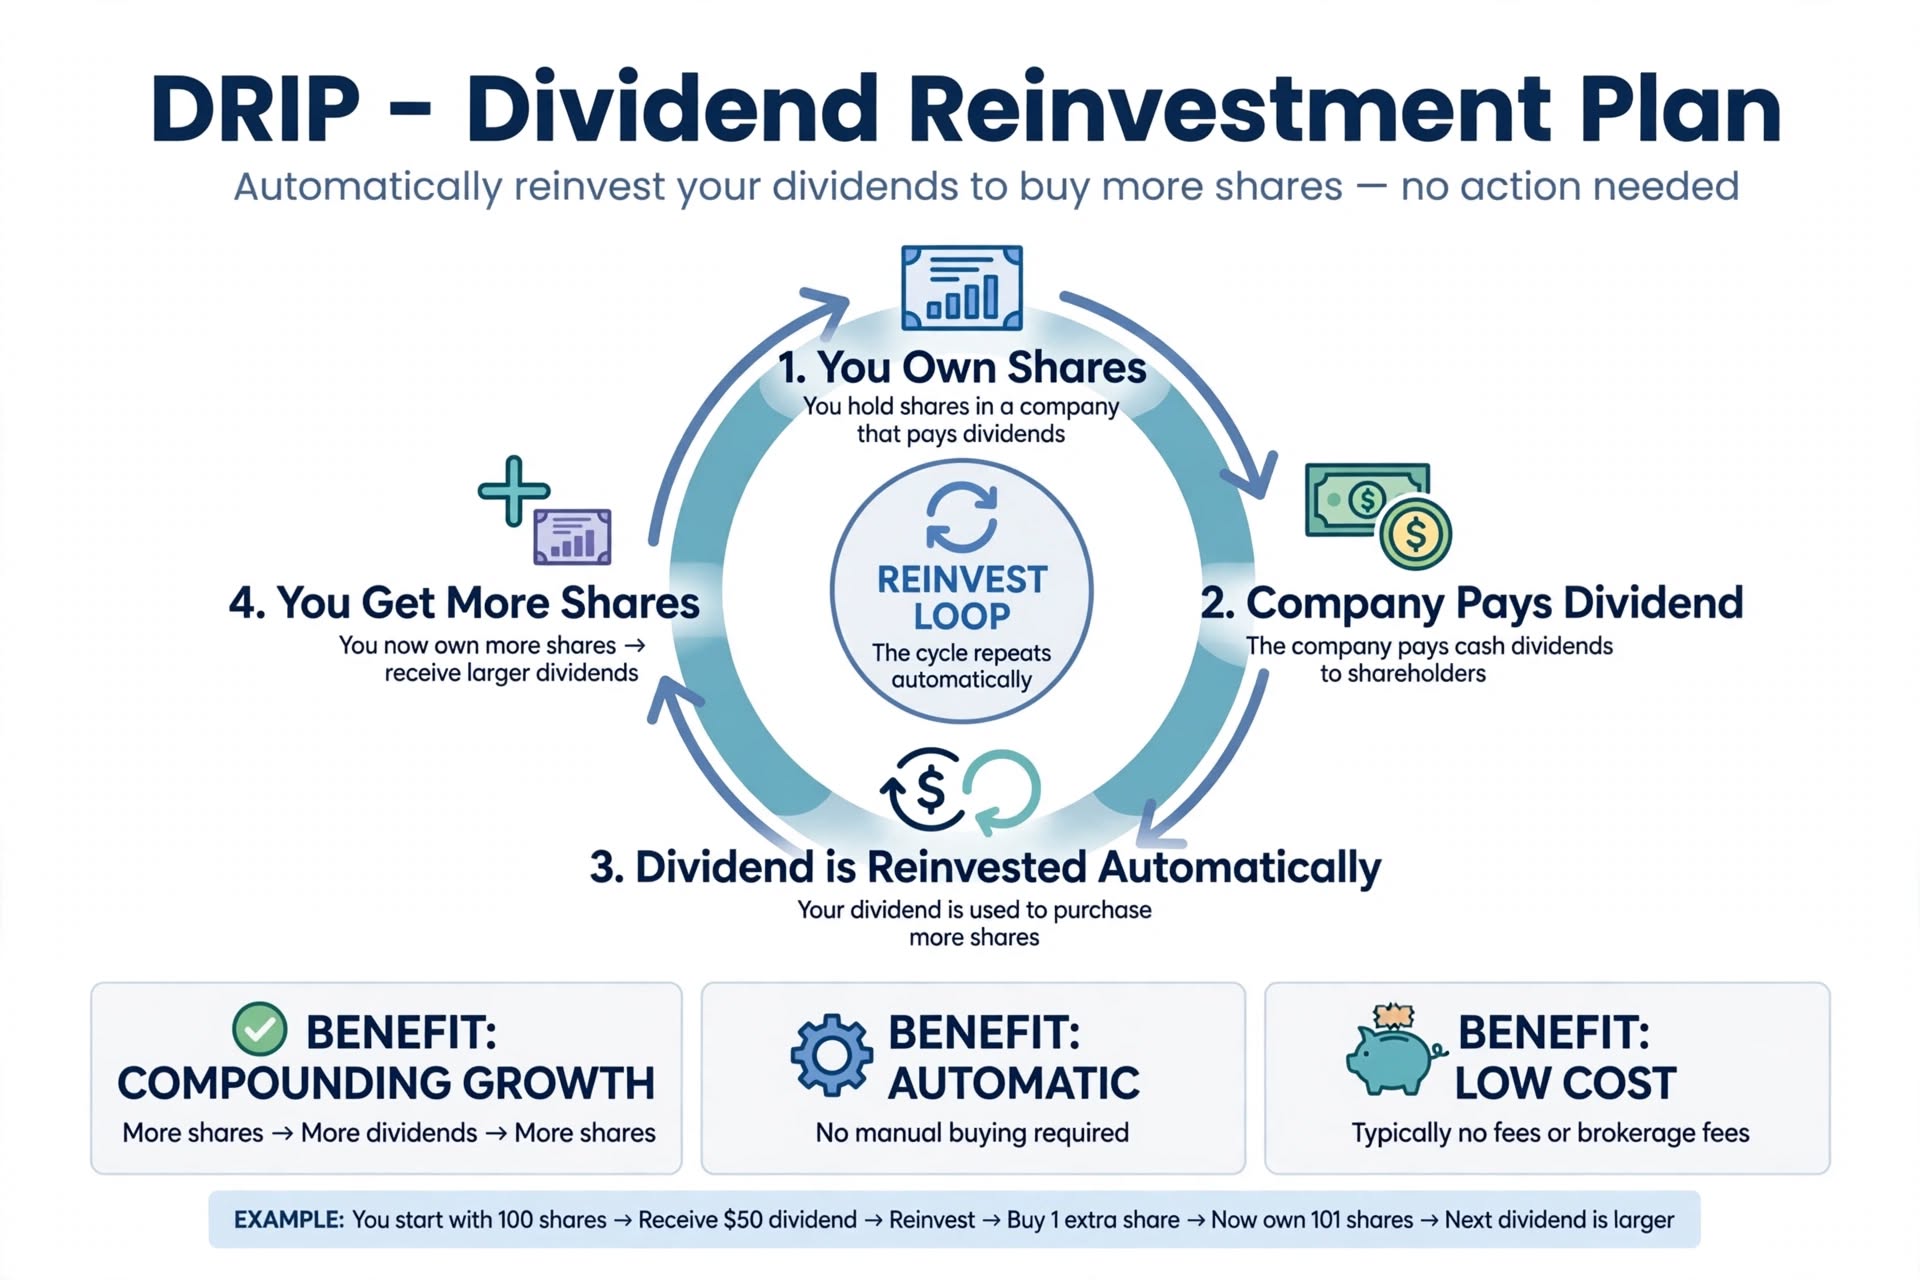 DRIP – Dividend Reinvestment Plan
Automatically reinvest your dividends to buy more shares — no action needed
1. You Own Shares
You hold shares in a company
that pays dividends
2. Company Pays Dividend
The company pays cash dividends
to shareholders
3. Dividend is Reinvested Automatically
Your dividend is used to purchase
more shares
4. You Get More Shares
You now own more shares →
receive larger dividends
REINVEST
LOOP
The cycle repeats
automatically
BENEFIT:
COMPOUNDING GROWTH
More shares → More dividends → More shares
BENEFIT:
AUTOMATIC
No manual buying required
BENEFIT:
LOW COST
Typically no fees or brokerage fees
EXAMPLE: You start with 100 shares → Receive $50 dividend → Reinvest → Buy 1 extra share → Now own 101 shares → Next dividend is larger